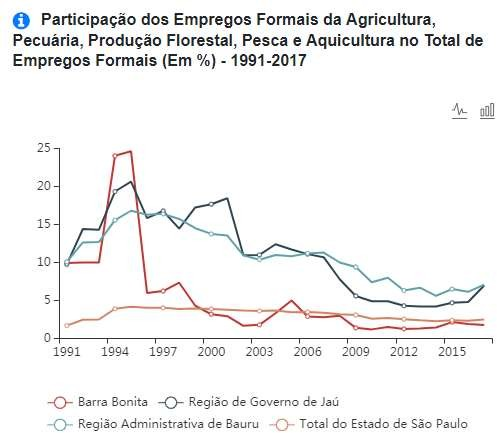 Participação dos Empregos Formais da Agricultura,
Pecuária, Produção Florestal, Pesca e Aquicultura no Total de
Empregos Formais (Em %) - 1991-2017
25
20
15
10
5
0
1991 1994 1997 2000 2003 2006 2009 2012 2015
Barra Bonita Região de Governo de Jaú
Região Administrativa de Bauru Total do Estado de São Paulo